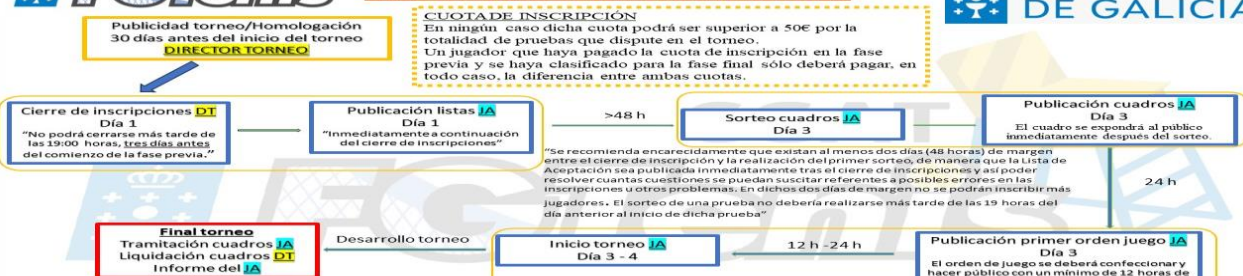 DE GALICIA
Publicidad torneo/Homologación
30 días antes del inicio del torneo
DIRECTOR TORNEO
CUOTA DE INSCRIPCIÓN
En ningún caso dicha cuota podrá ser superior a 50€ por la
totalidad de pruebas que dispute en el torneo.
Un jugador que haya pagado la cuota de inscripción en la fase
previa y se haya clasificado para la fase final sólo deberá pagar, en
todo caso, la diferencia entre ambas cuotas.
Cierre de inscripciones DT
Día 1
"No podrá cerrarse más tarde de
las 19:00 horas, tres días antes
del comienzo de la fase previa."
Publicación listas JA
Día 1
"Inmediatamente a continuación
del cierre de inscripciones"
>48 h
Sorteo cuadros JA
Día 3
Publicación cuadros JA
Día 3
El cuadro se expondrá al público
inmediatamente después del sorteo.
"Se recomienda encarecidamente que existan al menos dos día (48 horas) de margen
entre el cierre de inscripción y la realización del primer sorteo, de manera que la Lista de
Aceptación sea publicada inmediatamente tras el cierre de inscripciones y así poder
resolver cuantas cuestiones se puedan suscitar referentes a posibles errores en las
inscripciones u otros problemas. En dichos dos días de margen no se podrán inscribir más
jugadores. El sorteo de una prueba no debería realizarse más tarde de las 19 horas del
día anterior al inicio de dicha prueba"
24 h
Publicación primer orden juego JA
Día 3
El orden de juego se deberá confeccionar y
hacer público con un mínimo de 12 horas de
12 h -24 h
Inicio torneo JA
Día 3 - 4
Desarrollo torneo
Final torneo
Tramitación cuadros JA
Liquidación cuadros DT
Informe del JA